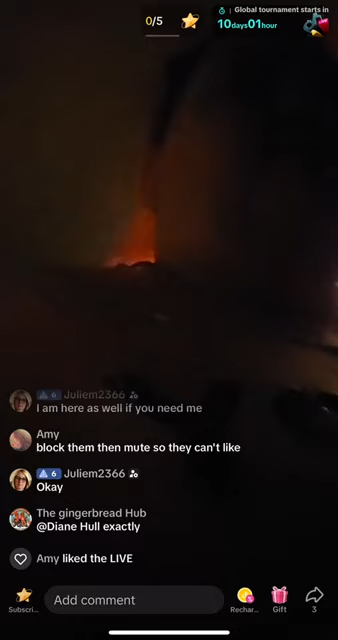 0/5
Global tournament starts in
10days01hour
6 Juliem2366
I am here as well if you need me
Amy
block them then mute so they can't like
6 Juliem2366
Okay
The gingerbread Hub
@Diane Hull exactly
Amy liked the LIVE
Subscri...
Add comment
Rechar...
Gift
3